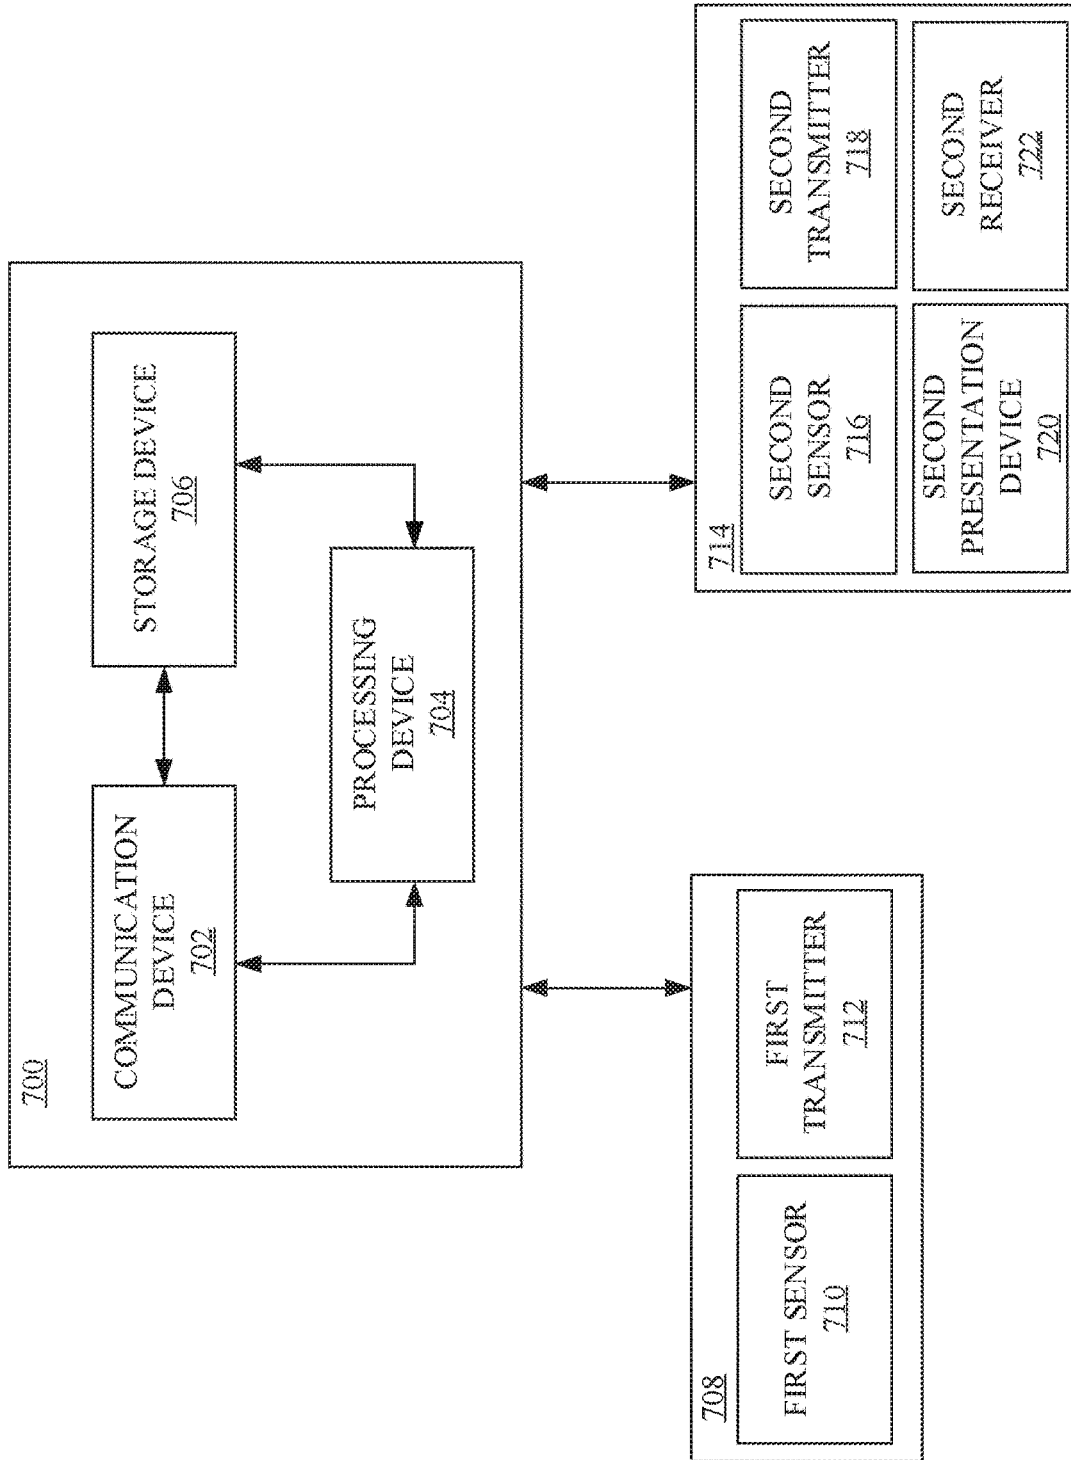 700
COMMUNICATION
DEVICE
702
STORAGE DEVICE
706
PROCESSING
DEVICE
704
708
FIRST SENSOR
710
FIRST
TRANSMITTER
712
714
SECOND
SENSOR
716
SECOND
TRANSMITTER
718
SECOND
PRESENTATION
DEVICE
720
SECOND
RECEIVER
722